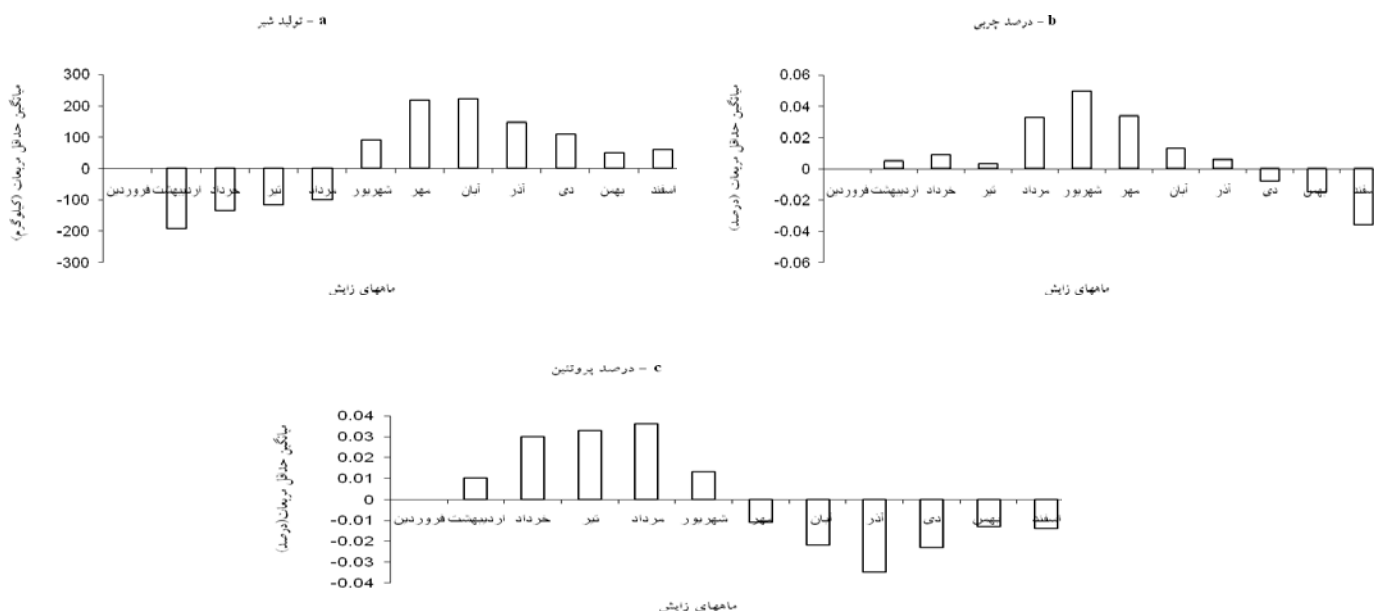 a - تولید شیر
میانگین حداقل مربعات (کیلوگرم)
300
200
100
0
-100
-200
-300
فروردین اردیبهشت خرداد تیر مرداد شهریور مهر آبان آذر دی بهمن اسفند
ماههای زایش
b - درصد چربی
میانگین حداقل مربعات (درصد)
0.06
0.04
0.02
0
-0.02
-0.04
-0.06
فروردین اردیبهشت خرداد تیر مرداد شهریور مهر آبان آذر دی بهمن اسفند
ماههای زایش
c - درصد پروتئین
میانگین حداقل مربعات(درصد)
0.04
0.03
0.02
0.01
0
-0.01
-0.02
-0.03
-0.04
فروردین اردیبهشت خرداد تیر مرداد شهریور مهر آبان آذر دی بهمن اسفند
ماههای زایش